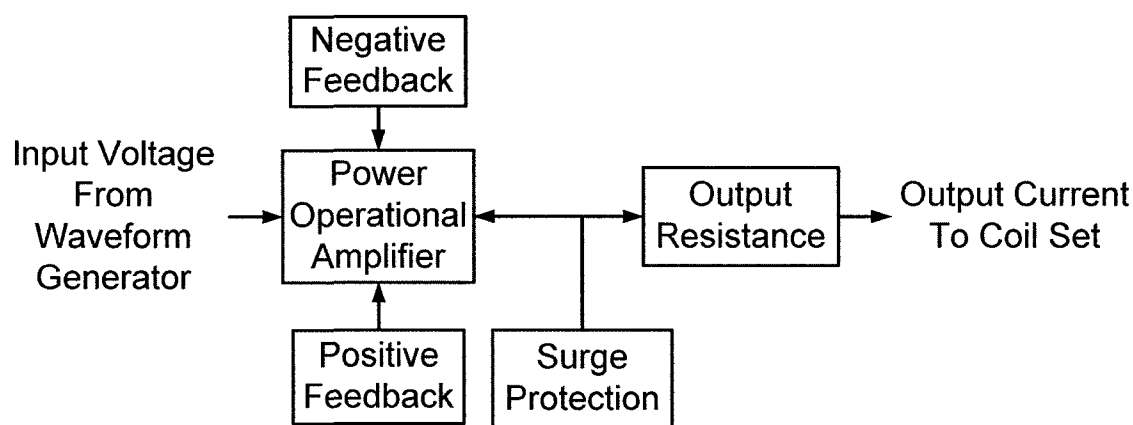 Negative
Feedback
Input Voltage
From
Waveform
Generator
Power
Operational
Amplifier
Output
Resistance
Output Current
To Coil Set
Positive
Feedback
Surge
Protection